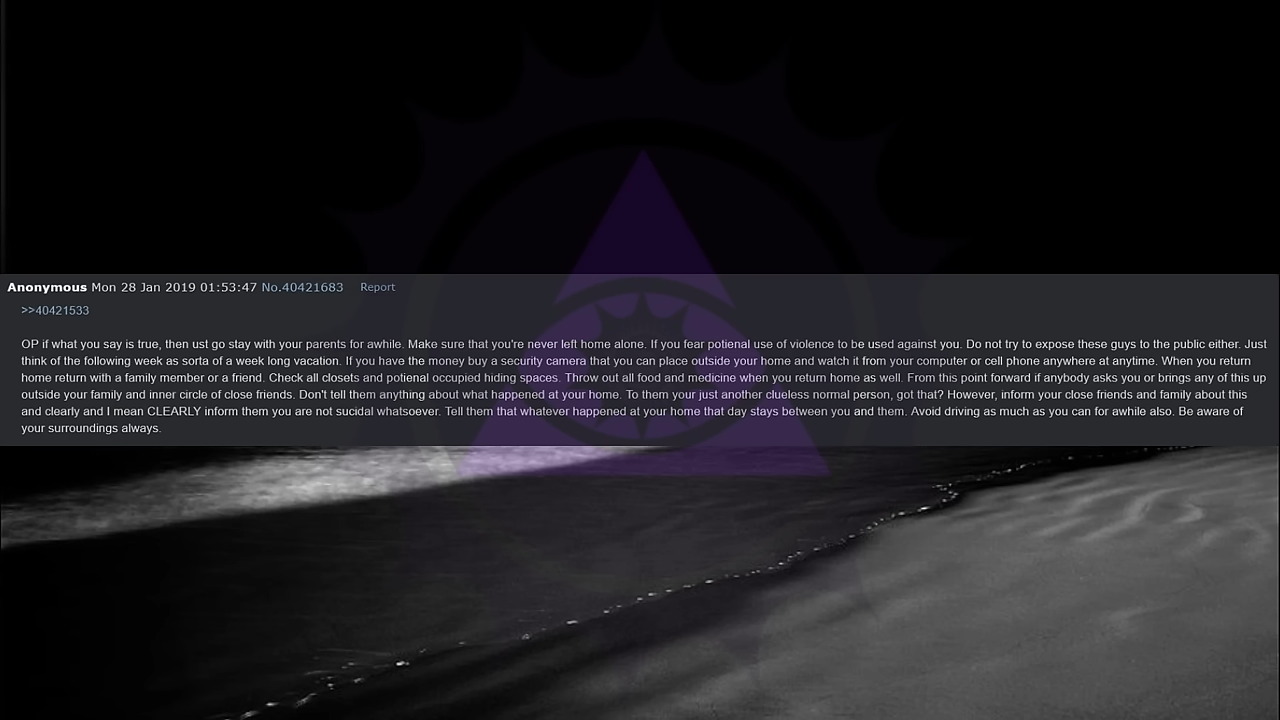 Anonymous Mon 28 Jan 2019 01:53:47 No.40421683 Report
>>40421533
OP if what you say is true, then ust go stay with your parents for awhile. Make sure that you're never left home alone. If you fear potienal use of violence to be used against you. Do not try to expose these guys to the public either. Just
think of the following week as sorta of a week long vacation. If you have the money buy a security camera that you can place outside your home and watch it from your computer or cell phone anywhere at anytime. When you return
home return with a family member or a friend. Check all closets and potienal occupied hiding spaces. Throw out all food and medicine when you return home as well. From this point forward if anybody asks you or brings any of this up
outside your family and inner circle of close friends. Don't tell them anything about what happened at your home. To them your just another clueless normal person, got that? However, inform your close friends and family about this
and clearly and I mean CLEARLY inform them you are not sucidal whatsoever. Tell them that whatever happened at your home that day stays between you and them. Avoid driving as much as you can for awhile also. Be aware of
your surroundings always.